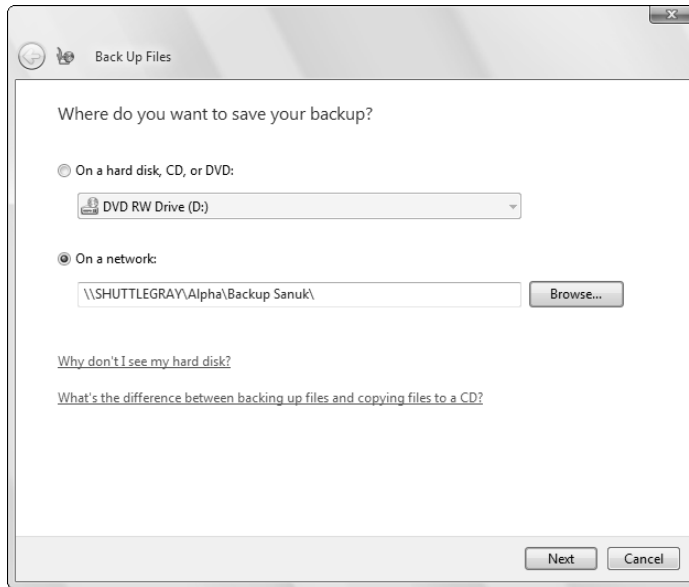 Back Up Files
Where do you want to save your backup?
On a hard disk, CD, or DVD:
DVD RW Drive (D:)
On a network:
\\SHUTTLEGRAY\Alpha\Backup Sanuk\
Browse...
Why don't I see my hard disk?
What's the difference between backing up files and copying files to a CD?
Next
Cancel